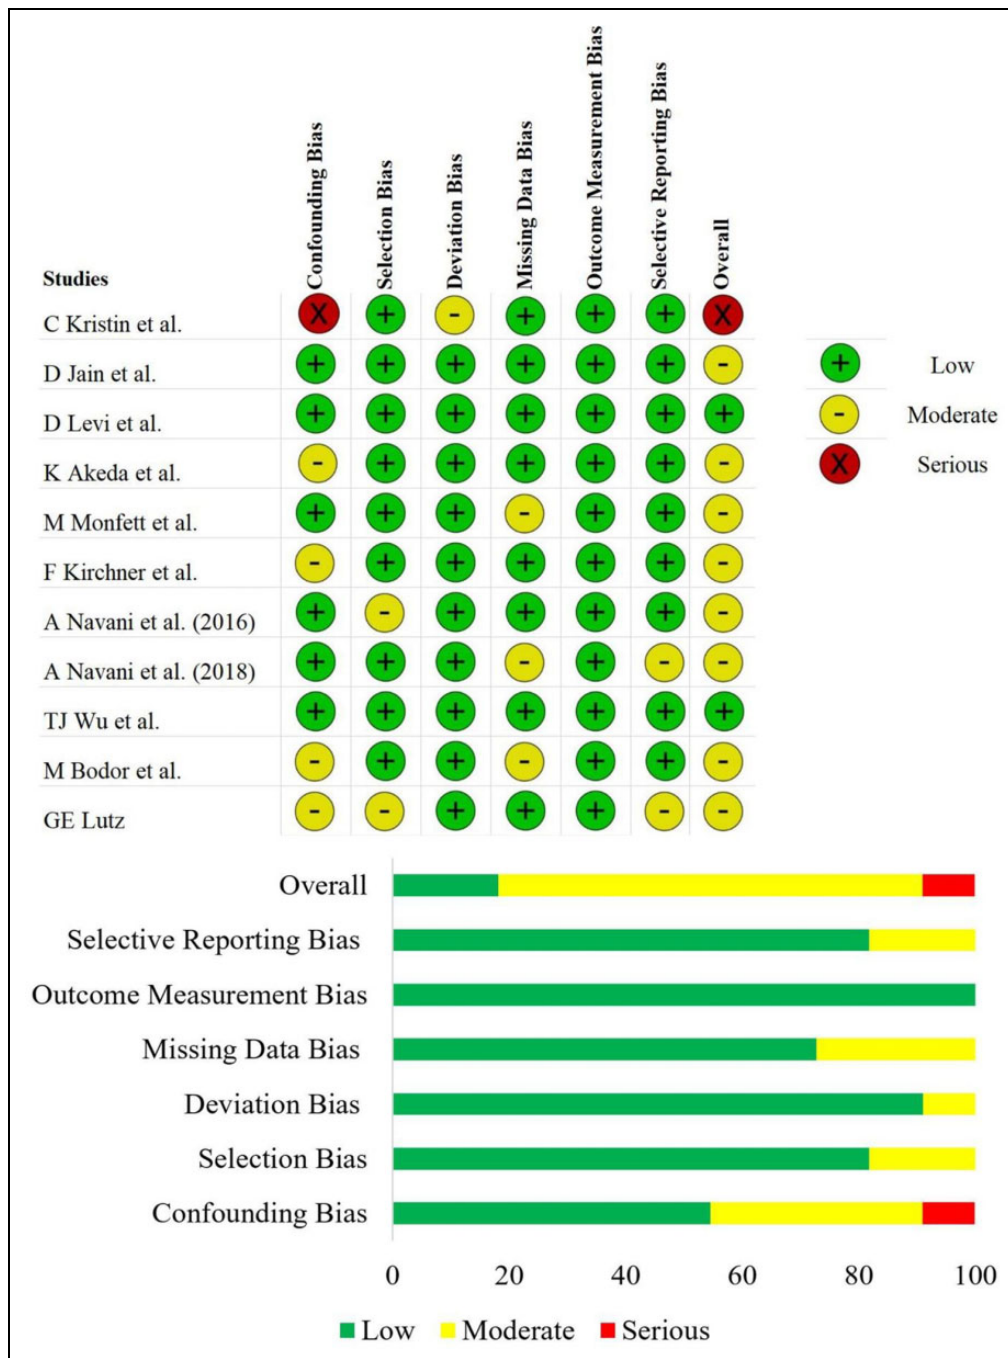 Studies
Confounding Bias
Selection Bias
Deviation Bias
Missing Data Bias
Outcome Measurement Bias
Selective Reporting Bias
Overall
C Kristin et al. X + - + + + X
D Jain et al. + + + + + + -
D Levi et al. + + + + + + +
K Akeda et al. - + + + + + -
M Monfett et al. + + + - + + -
F Kirchner et al. - + + + + + -
A Navani et al. (2016) + - + + + + -
A Navani et al. (2018) + + + - + - -
TJ Wu et al. + + + + + + +
M Bodor et al. - + + - + + -
GE Lutz - - + + + - -
+ Low
- Moderate
X Serious
Overall
Selective Reporting Bias
Outcome Measurement Bias
Missing Data Bias
Deviation Bias
Selection Bias
Confounding Bias
0 20 40 60 80 100
Low Moderate Serious